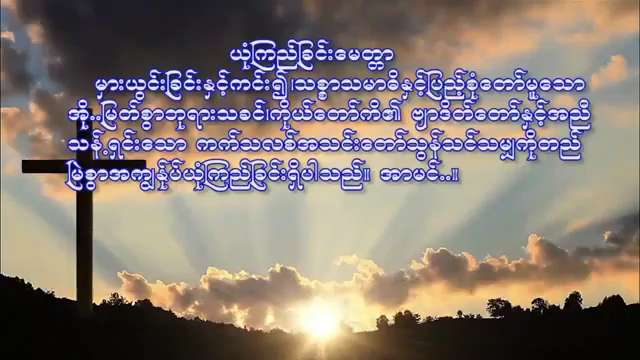 ယုံကြည်ခြင်းမေတ္တာ
မှားယွင်းခြင်းနှင့်ကင်း၍၊သစ္စာသမာဓိနှင့်ပြည့်စုံတော်မူသော
အို..မြတ်စွာဘုရားသခင်၊ကိုယ်တော်ကိ၏ ဗျာဒိတ်တော်နှင့်အညီ
သန့်ရှင်းသော ကက်သလစ်အသင်းတော်သွန်သင်သမျှကိုတည်
မြဲစွာအကျွန်ုပ်ယုံကြည်ခြင်းရှိပါသည်။ အာမင်..။